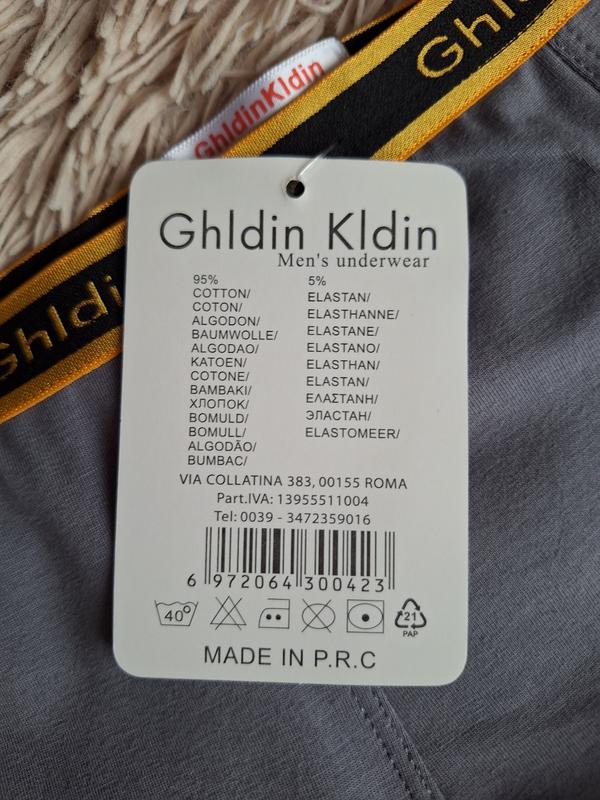 GhldinKldin
Ghl
Ghldi
Ghldin Kldin
Men's underwear
95%
COTTON/
COTON/
ALGODON/
BAUMWOLLE/
ALGODAO/
KATOEN/
COTONE/
BAMBAKI/
ХЛОПОК/
BOMULD/
BOMULL/
ALGODÃO/
BUMBAC/
5%
ELASTAN/
ELASTHANNE/
ELASTANE/
ELASTANO/
ELASTHAN/
ELASTAN/
ΕΛΑΣΤΑΝΗ/
ЭЛАСТАН/
ELASTOMEER/
VIA COLLATINA 383, 00155 ROMA
Part.IVA: 13955511004
Tel: 0039 - 3472359016
6 972064 300423
40°
21
PAP
MADE IN P.R.C